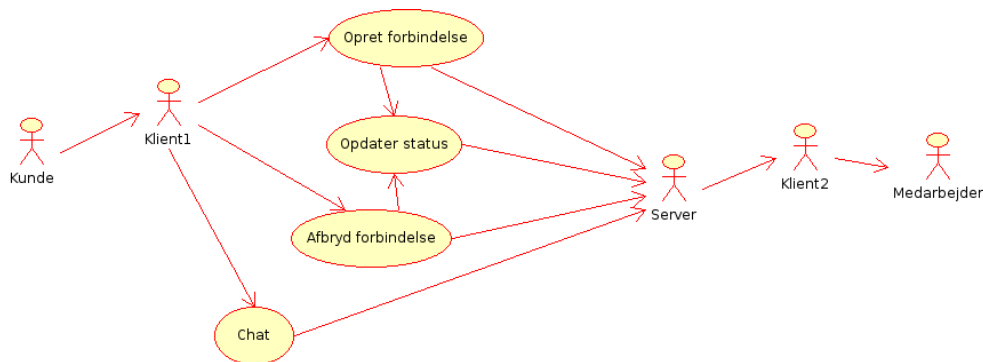 Opret forbindelse
Klient1
Kunde
Opdater status
Klient2
Medarbejder
Server
Afbryd forbindelse
Chat